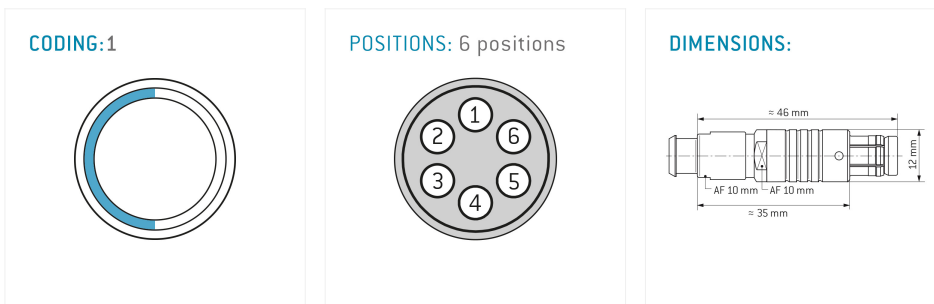 CODING:1
POSITIONS: 6 positions
1
2
6
3
5
4
DIMENSIONS:
≈ 46 mm
12 mm
AF 10 mm
AF 10 mm
≈ 35 mm